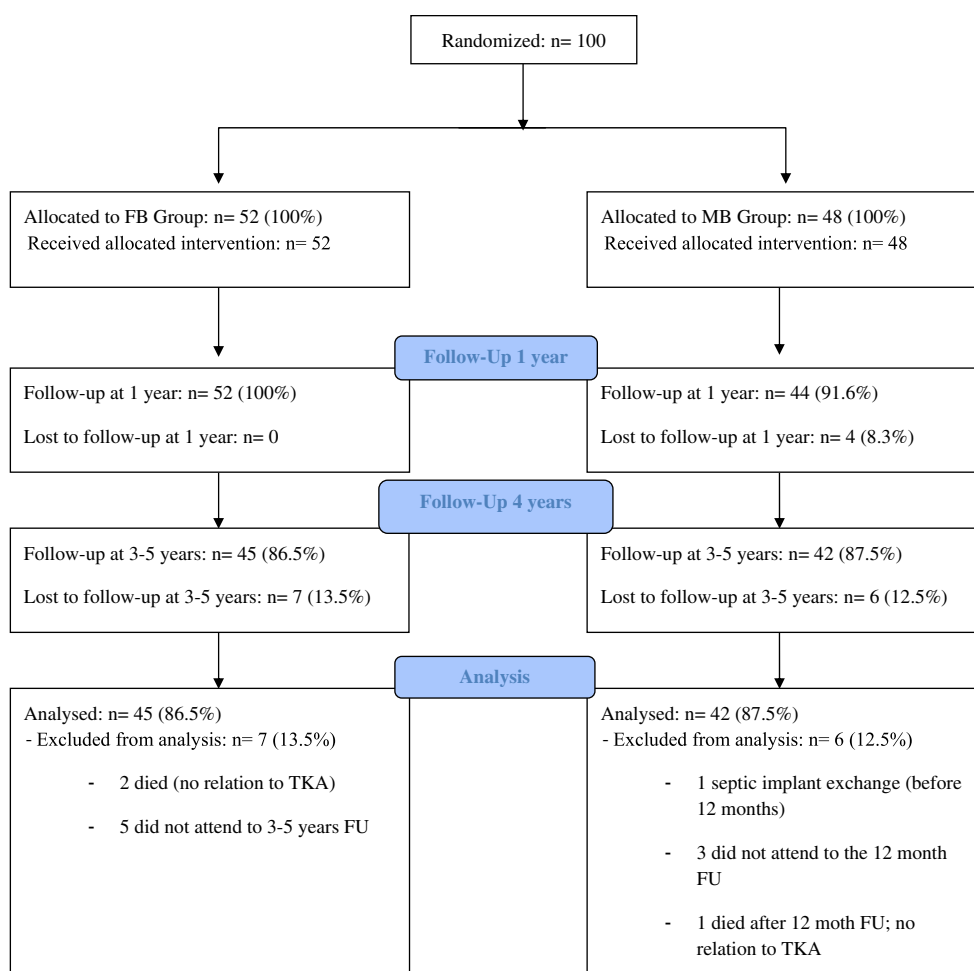 Randomized: n= 100
Allocated to FB Group: n= 52 (100%)
Received allocated intervention: n= 52
Allocated to MB Group: n= 48 (100%)
Received allocated intervention: n= 48
Follow-Up 1 year
Follow-up at 1 year: n= 52 (100%)
Lost to follow-up at 1 year: n= 0
Follow-up at 1 year: n= 44 (91.6%)
Lost to follow-up at 1 year: n= 4 (8.3%)
Follow-Up 4 years
Follow-up at 3-5 years: n= 45 (86.5%)
Lost to follow-up at 3-5 years: n= 7 (13.5%)
Follow-up at 3-5 years: n= 42 (87.5%)
Lost to follow-up at 3-5 years: n= 6 (12.5%)
Analysis
Analysed: n= 45 (86.5%)
- Excluded from analysis: n= 7 (13.5%)
- 2 died (no relation to TKA)
- 5 did not attend to 3-5 years FU
Analysed: n= 42 (87.5%)
- Excluded from analysis: n= 6 (12.5%)
- 1 septic implant exchange (before
12 months)
- 3 did not attend to the 12 month
FU
- 1 died after 12 moth FU; no
relation to TKA